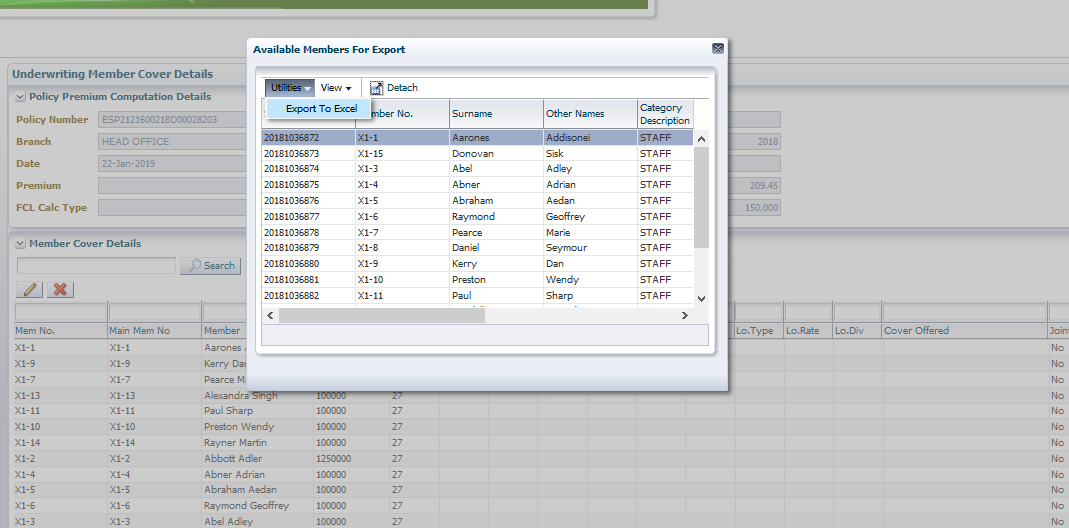 Available Members For Export
Underwriting Member Cover Details
Utilities View Detach
Policy Premium Computation Details
Export To Excel
Member No. Surname Other Names Category Description
Policy Number ESP2121600218D00028203
Branch HEAD OFFICE 2018
Date 22-Jan-2019
Premium 209.45
FCL Calc Type 150,000
20181036872 X1-1 Aarones Addisonei STAFF
20181036873 X1-15 Donovan Sisk STAFF
20181036874 X1-3 Abel Adley STAFF
20181036875 X1-4 Abner Adrian STAFF
20181036876 X1-5 Abraham Aedan STAFF
20181036877 X1-6 Raymond Geoffrey STAFF
20181036878 X1-7 Pearce Marie STAFF
20181036879 X1-8 Daniel Seymour STAFF
20181036880 X1-9 Kerry Dan STAFF
20181036881 X1-10 Preston Wendy STAFF
20181036882 X1-11 Paul Sharp STAFF
Member Cover Details
Search
Mem No. Main Mem No Member Lo.Type Lo.Rate Lo.Div Cover Offered Join
X1-1 X1-1 Aarones No
X1-9 X1-9 Kerry Da No
X1-7 X1-7 Pearce M No
X1-13 X1-13 Alexandra Singh 100000 27 No
X1-11 X1-11 Paul Sharp 100000 27 No
X1-10 X1-10 Preston Wendy 100000 27 No
X1-14 X1-14 Rayner Martin 100000 27 No
X1-2 X1-2 Abbott Adler 1250000 27 No
X1-4 X1-4 Abner Adrian 100000 27 No
X1-5 X1-5 Abraham Aedan 100000 27 No
X1-6 X1-6 Raymond Geoffrey 100000 27 No
X1-3 X1-3 Abel Adley 100000 27 No